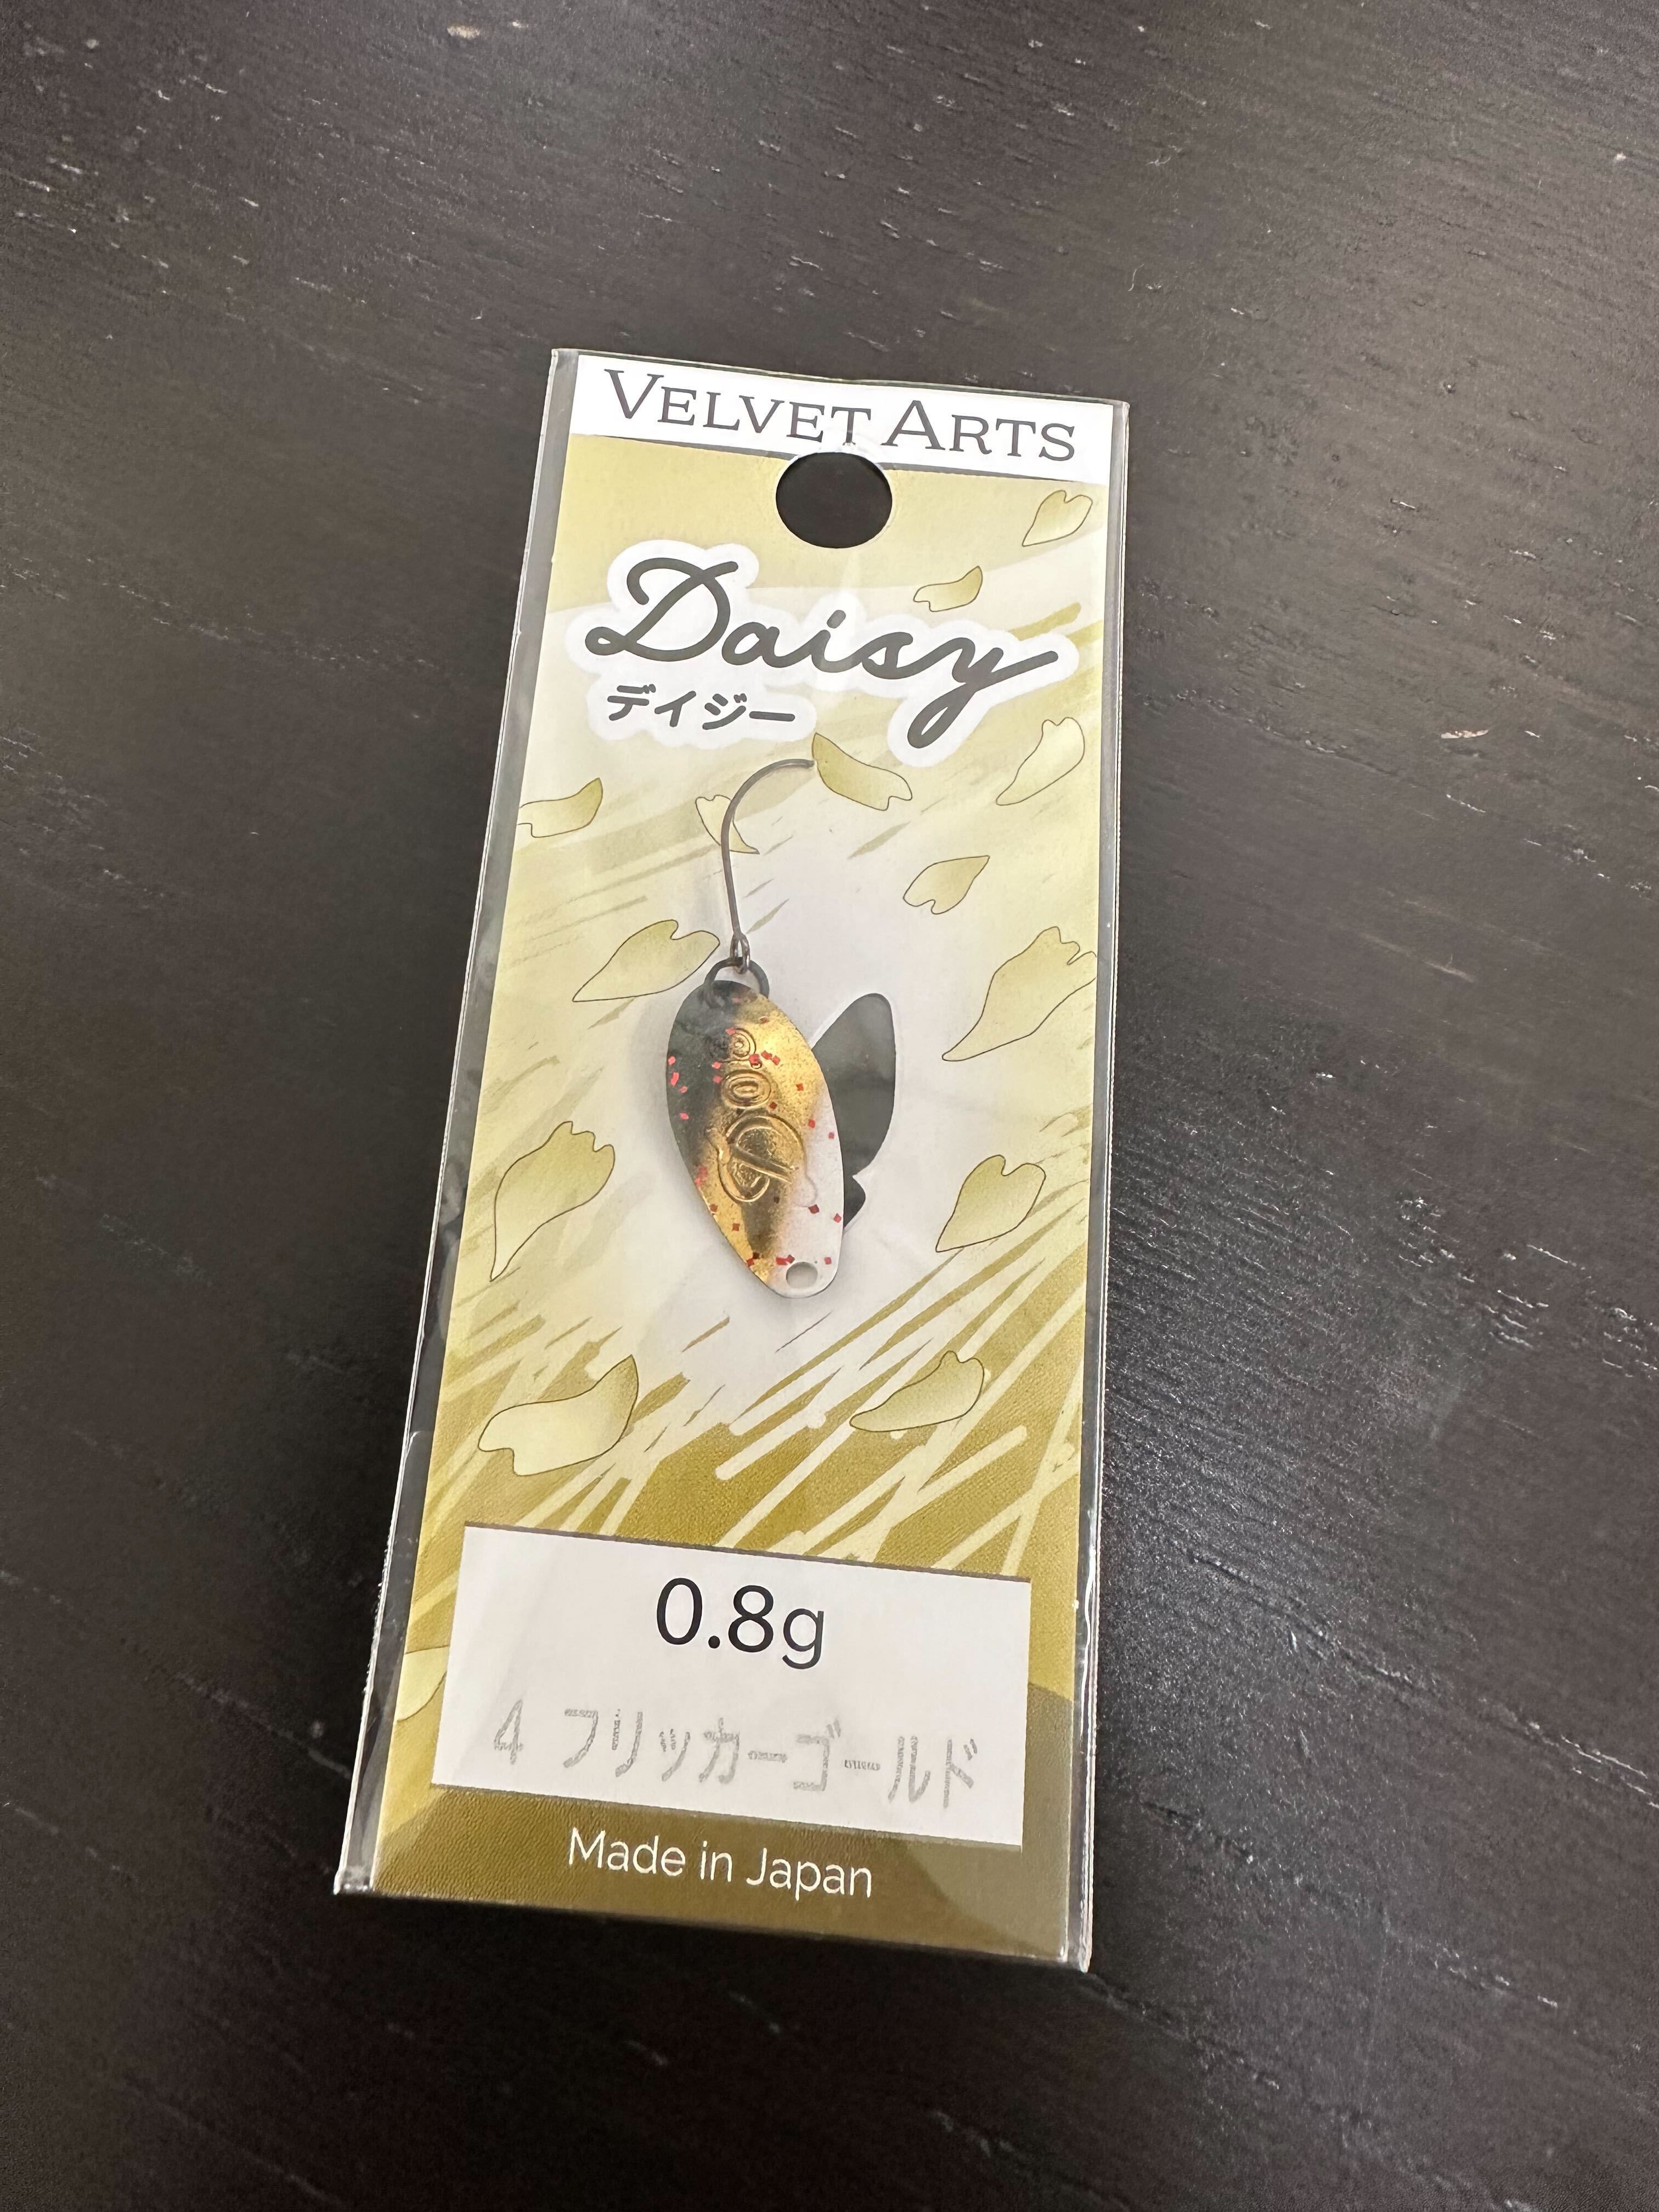 VELVET ARTS
Daisy
デイジー
0.8g
4 フリッカーゴールド
Made in Japan